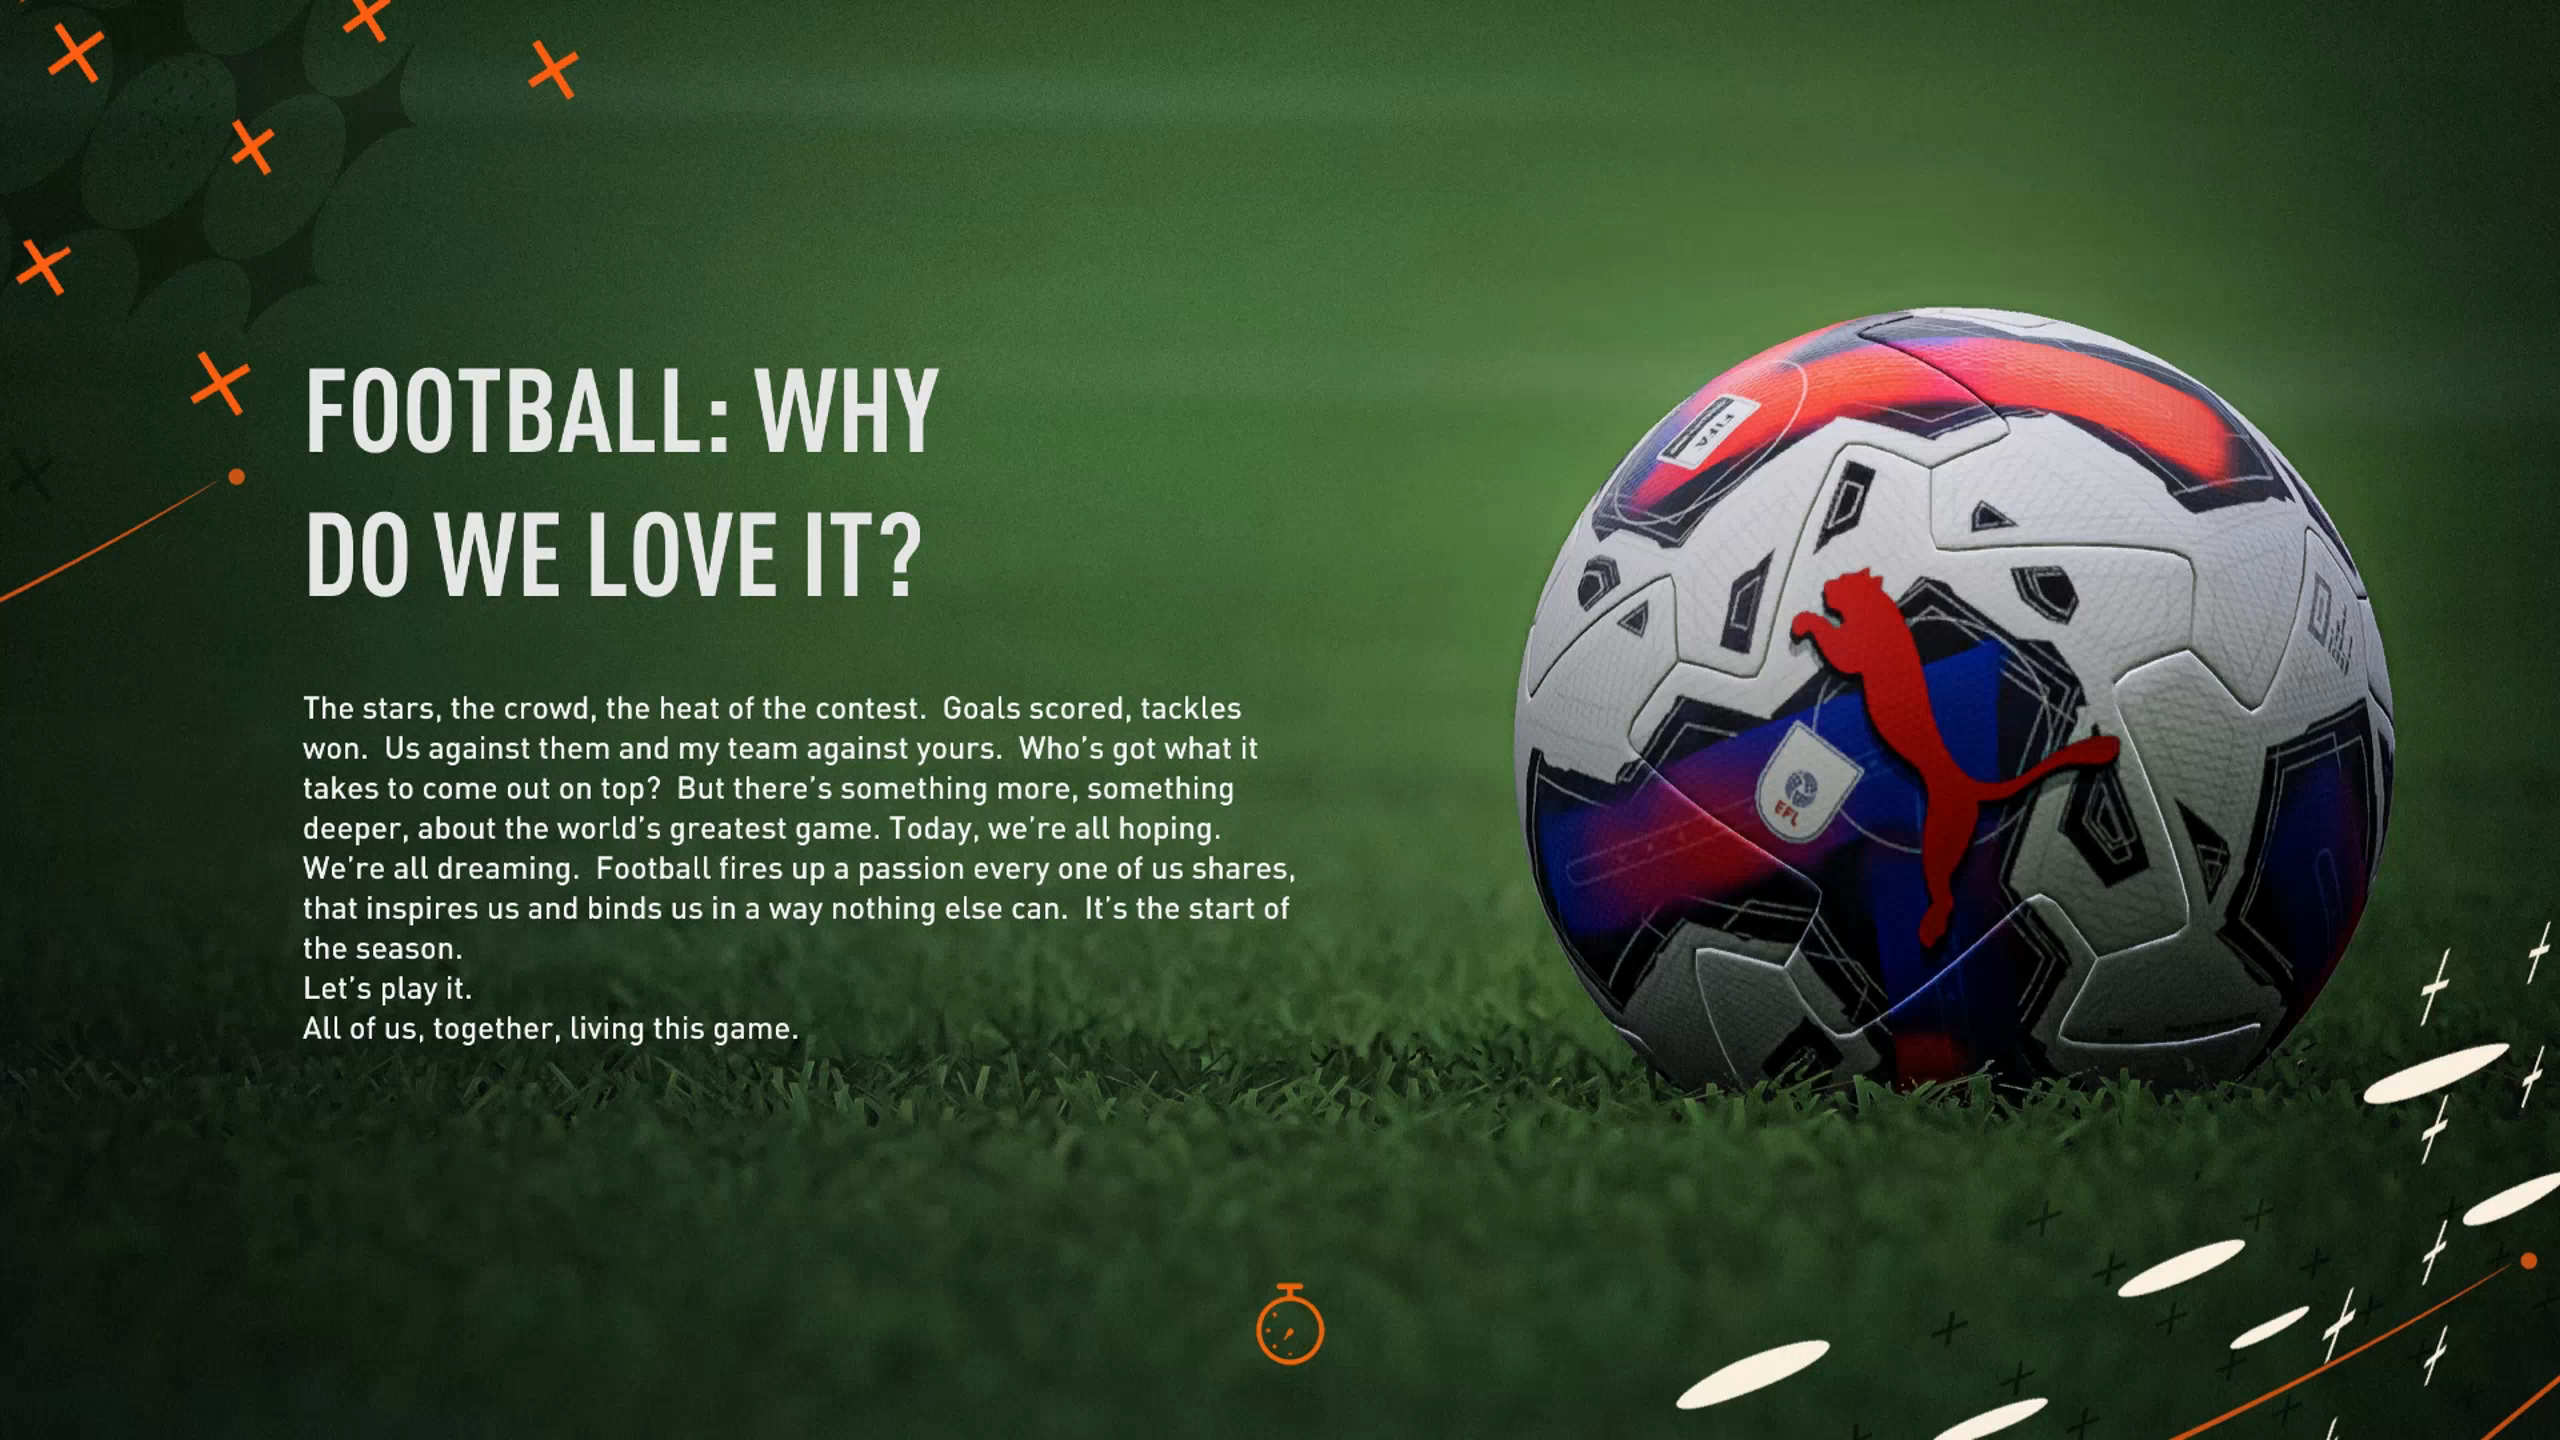 FOOTBALL: WHY
DO WE LOVE IT?
The stars, the crowd, the heat of the contest.  Goals scored, tackles
won.  Us against them and my team against yours.  Who's got what it
takes to come out on top?  But there's something more, something
deeper, about the world's greatest game. Today, we're all hoping.
We're all dreaming.  Football fires up a passion every one of us shares,
that inspires us and binds us in a way nothing else can.  It's the start of
the season.
Let's play it.
All of us, together, living this game.
FIFA
EFL